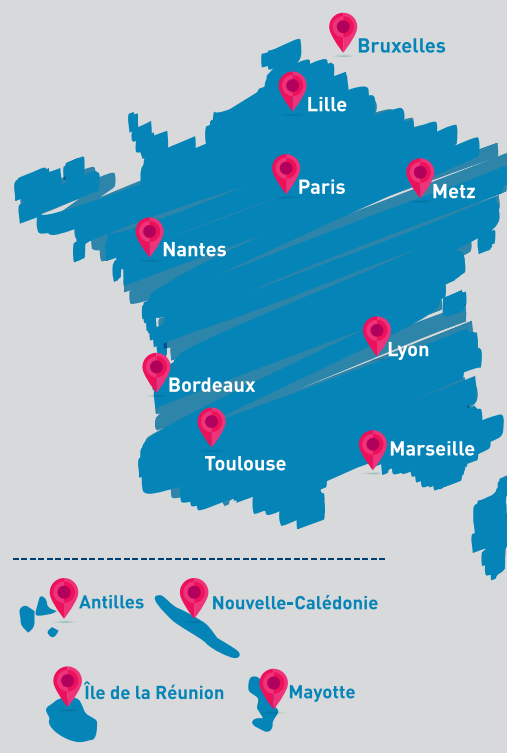 Bruxelles
Lille
Paris
Metz
Nantes
Lyon
Bordeaux
Marseille
Toulouse
Antilles
Nouvelle-Calédonie
Île de la Réunion
Mayotte